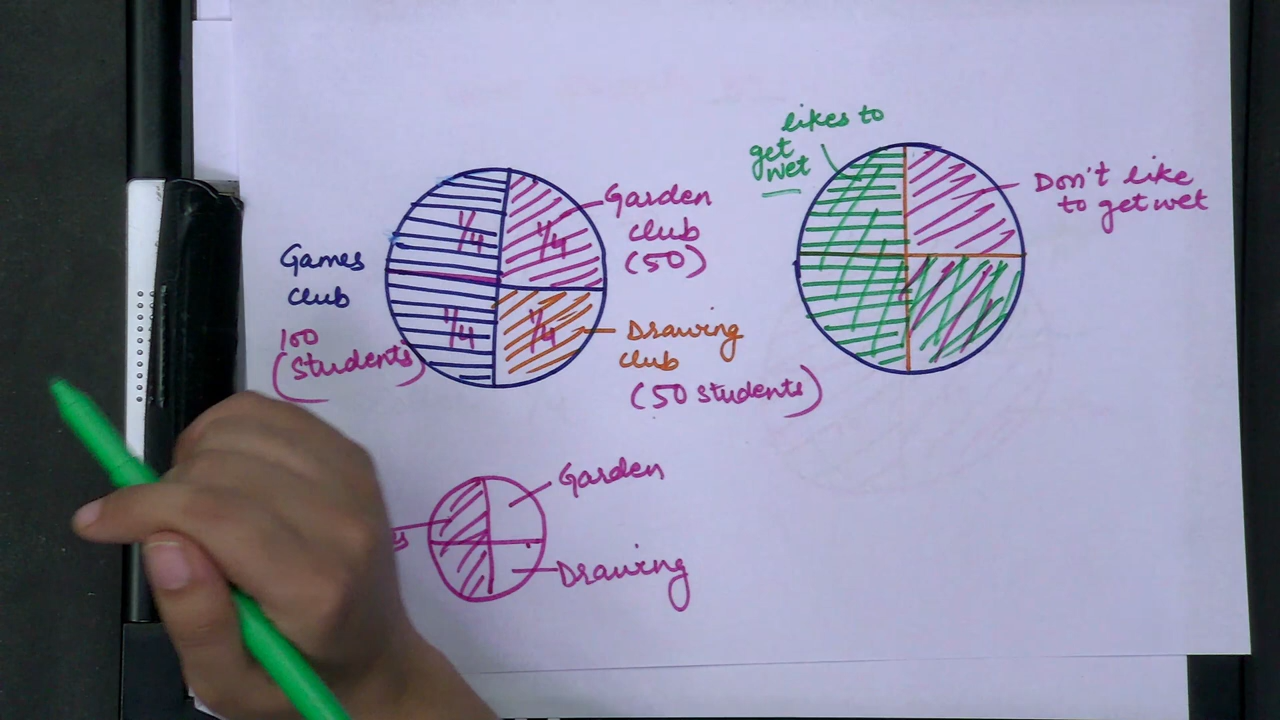 likes to
get
wet
Don't like
to get wet
Garden
club
(50)
1/4
1/4
Games
club
100
(Students)
1/4
1/4
Drawing
club
(50 students)
Garden
Drawing